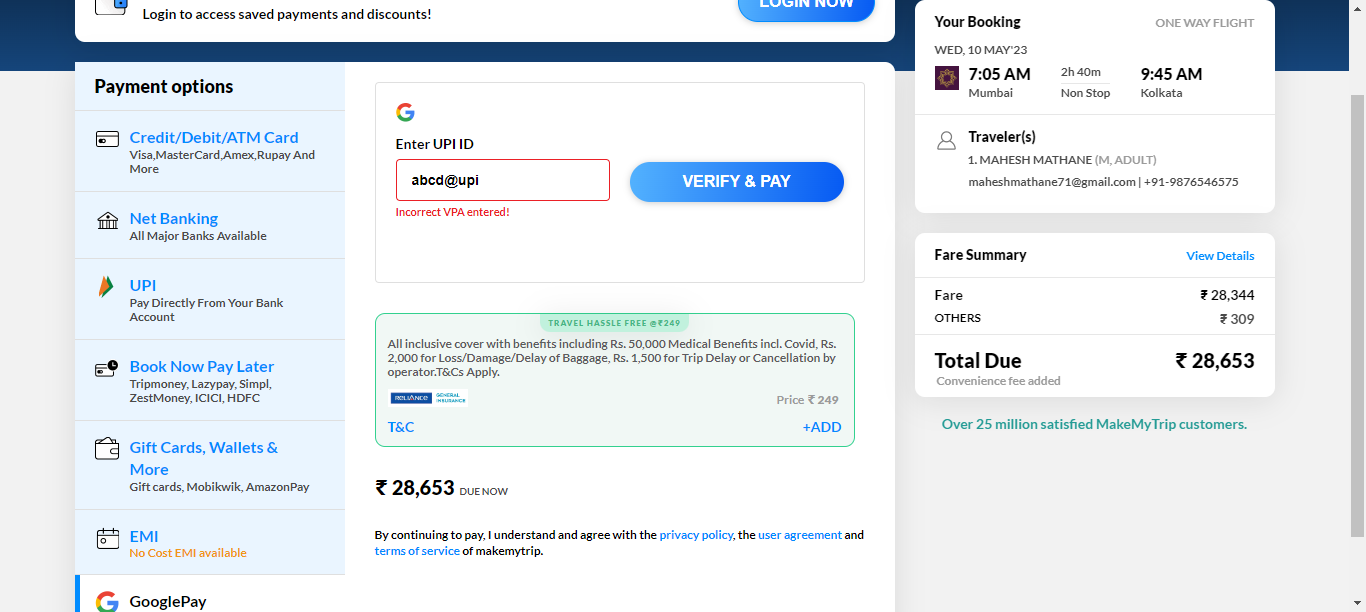 Login to access saved payments and discounts!
LOGIN NOW
Payment options
Credit/Debit/ATM Card
Visa,MasterCard,Amex,Rupay And
More
Net Banking
All Major Banks Available
UPI
Pay Directly From Your Bank
Account
Book Now Pay Later
Tripmoney, Lazypay, Simpl,
ZestMoney, ICICI, HDFC
Gift Cards, Wallets &
More
Gift cards, Mobikwik, AmazonPay
EMI
No Cost EMI available
GooglePay
Enter UPI ID
abcd@upi
VERIFY & PAY
Incorrect VPA entered!
TRAVEL HASSLE FREE @₹249
All inclusive cover with benefits including Rs. 50,000 Medical Benefits incl. Covid, Rs.
2,000 for Loss/Damage/Delay of Baggage, Rs. 1,500 for Trip Delay or Cancellation by
operator.T&Cs Apply.
RELIANCE GENERAL
INSURANCE
Price ₹ 249
T&C
+ADD
₹ 28,653 DUE NOW
By continuing to pay, I understand and agree with the privacy policy, the user agreement and
terms of service of makemytrip.
Your Booking
ONE WAY FLIGHT
WED, 10 MAY'23
7:05 AM 2h 40m 9:45 AM
Mumbai Non Stop Kolkata
Traveler(s)
1. MAHESH MATHANE (M, ADULT)
maheshmathane71@gmail.com | +91-9876546575
Fare Summary
View Details
Fare ₹ 28,344
OTHERS ₹ 309
Total Due ₹ 28,653
Convenience fee added
Over 25 million satisfied MakeMyTrip customers.